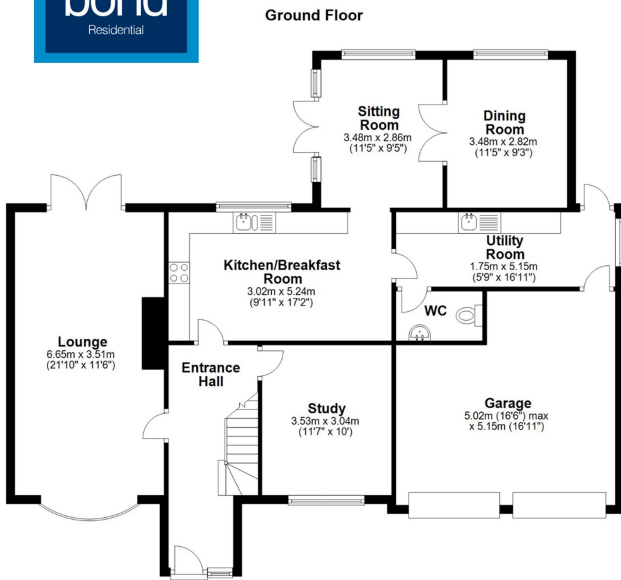 bond
Residential
Ground Floor
Sitting
Room
3.48m x 2.86m
(11'5" x 9'5")
Dining
Room
3.48m x 2.82m
(11'5" x 9'3")
Kitchen/Breakfast
Room
3.02m x 5.24m
(9'11" x 17'2")
Utility
Room
1.75m x 5.15m
(5'9" x 16'11")
WC
Lounge
6.65m x 3.51m
(21'10" x 11'6")
Entrance
Hall
Study
3.53m x 3.04m
(11'7" x 10')
Garage
5.02m (16'6") max
x 5.15m (16'11")